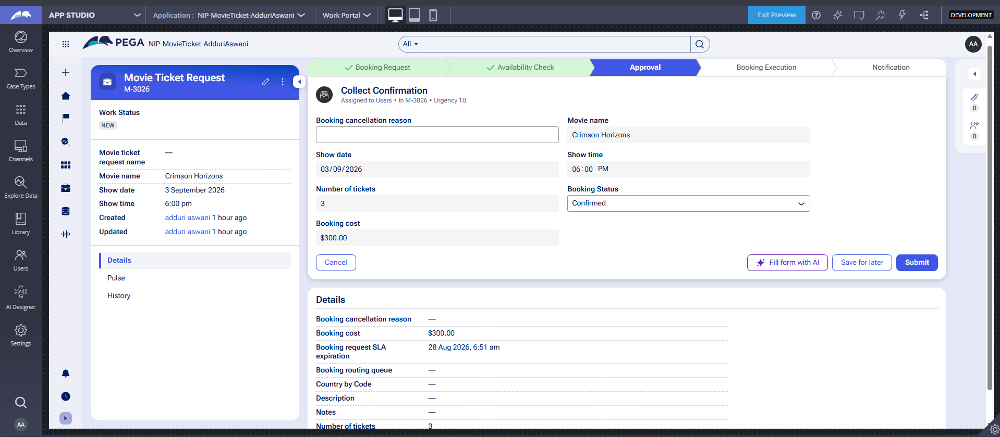 APP STUDIO
Application : NIP-MovieTicket-AdduriAswani
Work Portal
Exit Preview
DEVELOPMENT
Overview
Case Types
Data
Channels
Explore Data
Library
Users
AI Designer
Settings
AA
PEGA NIP-MovieTicket-AdduriAswani
All
AA
Movie Ticket Request
M-3026
Work Status
NEW
Movie ticket request name —
Movie name Crimson Horizons
Show date 3 September 2026
Show time 6:00 pm
Created adduri aswani 1 hour ago
Updated adduri aswani 1 hour ago
Details
Pulse
History
Booking Request
Availability Check
Approval
Booking Execution
Notification
Collect Confirmation
Assigned to Users • In M-3026 • Urgency 10
Booking cancellation reason
Movie name
Crimson Horizons
Show date
03/09/2026
Show time
06:00 PM
Number of tickets
3
Booking Status
Confirmed
Booking cost
$300.00
Cancel
Fill form with AI
Save for later
Submit
Details
Booking cancellation reason —
Booking cost $300.00
Booking request SLA expiration 28 Aug 2026, 6:51 am
Booking routing queue —
Country by Code —
Description —
Notes —
Number of tickets 3
0
0